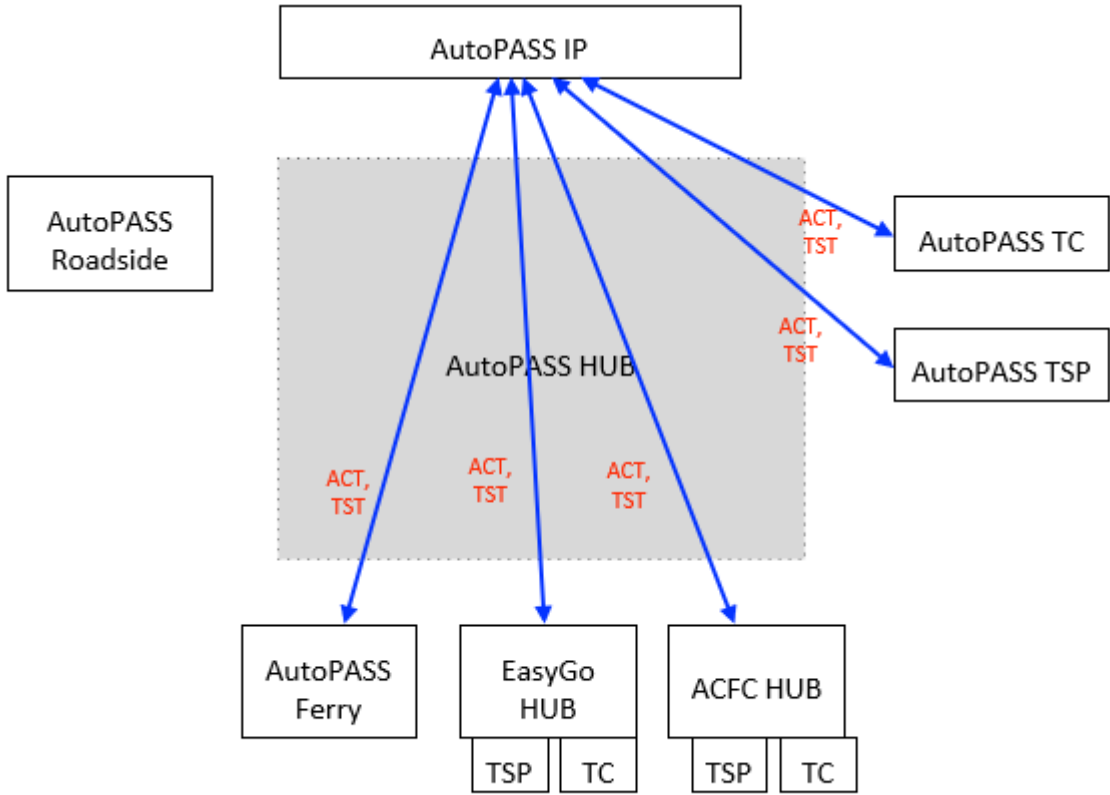 AutoPASS IP
AutoPASS
Roadside
ACT,
TST
AutoPASS TC
ACT,
TST
AutoPASS TSP
AutoPASS HUB
ACT,
TST
ACT,
TST
ACT,
TST
AutoPASS
Ferry
EasyGo
HUB
ACFC HUB
TSP
TC
TSP
TC